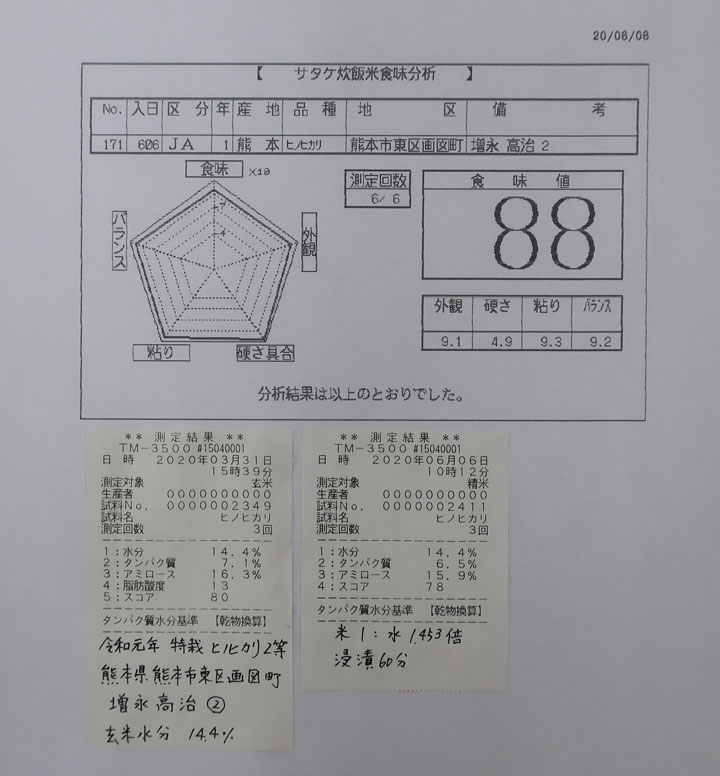 20/06/06
【 サタケ炊飯米食味分析 】
No. 入日 区分 年 産地 品種 地区 備考
171 606 JA 1 熊本 ヒノヒカリ 熊本市東区画図町 増永 高治 2
食味 ×10
7
4
バランス
外観
粘り
硬さ具合
測定回数
6/ 6
食味値
88
外観 硬さ 粘り バランス
9.1 4.9 9.3 9.2
分析結果は以上のとおりでした。
** 測定結果 **
TM-3500 #15040001
日 時 2020年03月31日
15時39分
測定対象 玄米
生産者 00000000000
試料No. 0000002349
試料名 ヒノヒカリ
測定回数 3回
1:水分 14.4%
2:タンパク質 7.1%
3:アミロース 16.3%
4:脂肪酸度 13
5:スコア 80
タンパク質水分基準 【乾物換算】
令和元年 特栽 ヒノヒカリ 2等
熊本県熊本市東区画図町
増永高治 ②
玄米水分 14.4%
** 測定結果 **
TM-3500 #15040001
日 時 2020年06月06日
10時12分
測定対象 精米
生産者 00000000000
試料No. 0000002411
試料名 ヒノヒカリ
測定回数 3回
1:水分 14.4%
2:タンパク質 6.5%
3:アミロース 15.9%
4:スコア 78
タンパク質水分基準 【乾物換算】
米1:水1.453倍
浸漬60分